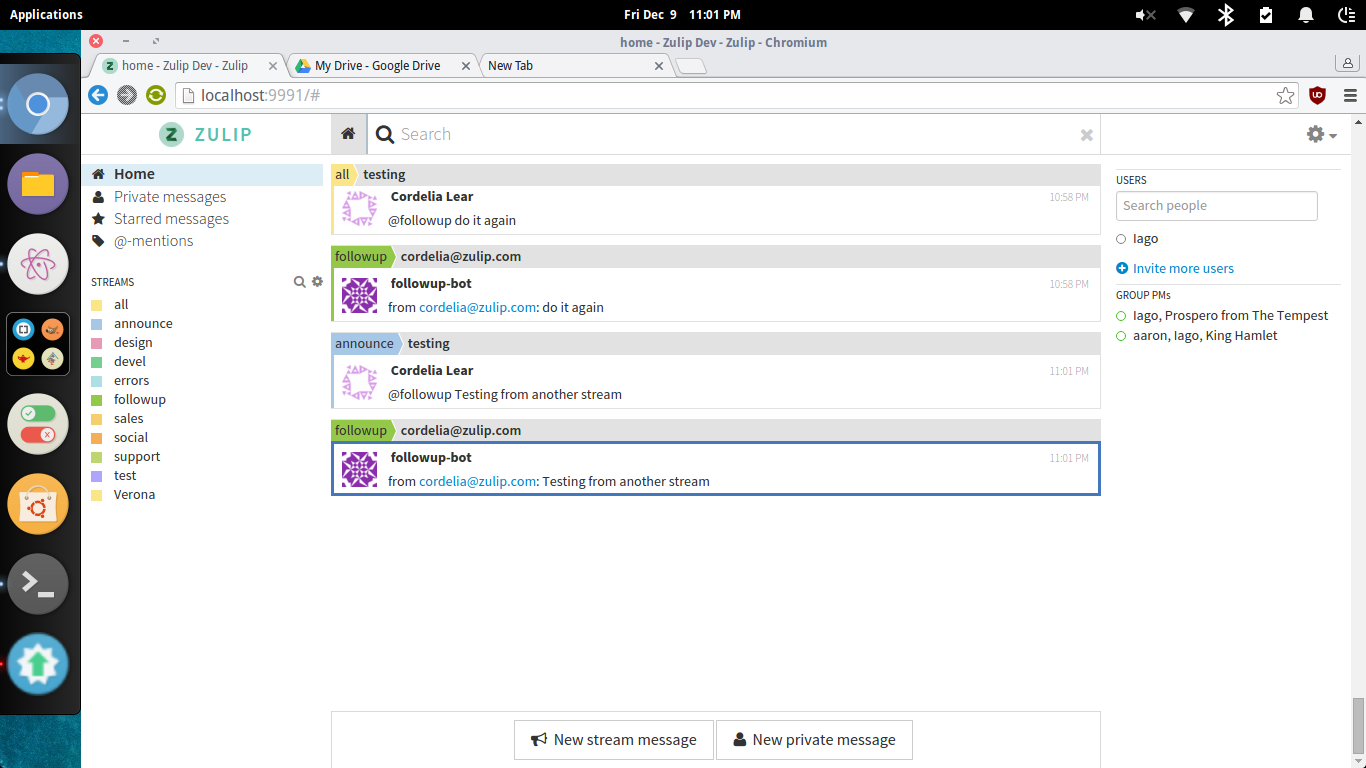 Applications
Fri Dec 9 11:01 PM
home - Zulip Dev - Zulip - Chromium
home - Zulip Dev - Zulip
My Drive - Google Drive
New Tab
localhost:9991/#
ZULIP
Search
Home
Private messages
Starred messages
@-mentions
STREAMS
all
announce
design
devel
errors
followup
sales
social
support
test
Verona
all testing
Cordelia Lear 10:58 PM
@followup do it again
followup cordelia@zulip.com
followup-bot 10:58 PM
from cordelia@zulip.com: do it again
announce testing
Cordelia Lear 11:01 PM
@followup Testing from another stream
followup cordelia@zulip.com
followup-bot 11:01 PM
from cordelia@zulip.com: Testing from another stream
New stream message
New private message
USERS
Search people
Iago
Invite more users
GROUP PMs
Iago, Prospero from The Tempest
aaron, Iago, King Hamlet